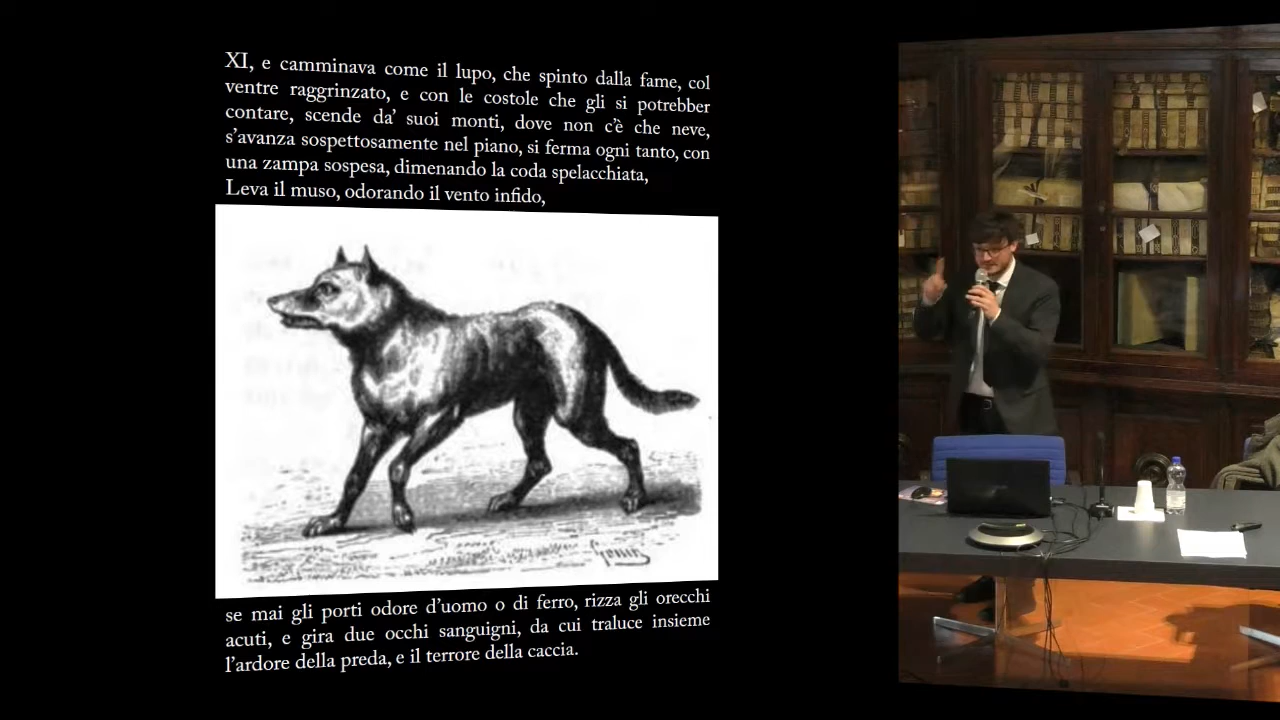 XI, e camminava come il lupo, che spinto dalla fame, col
ventre raggrinzato, e con le costole che gli si potrebber
contare, scende da’ suoi monti, dove non c’è che neve,
s’avanza sospettosamente nel piano, si ferma ogni tanto, con
una zampa sospesa, dimenando la coda spelacchiata,
Leva il muso, odorando il vento infido,
Gonin
se mai gli porti odore d’uomo o di ferro, rizza gli orecchi
acuti, e gira due occhi sanguigni, da cui traluce insieme
l’ardore della preda, e il terrore della caccia.